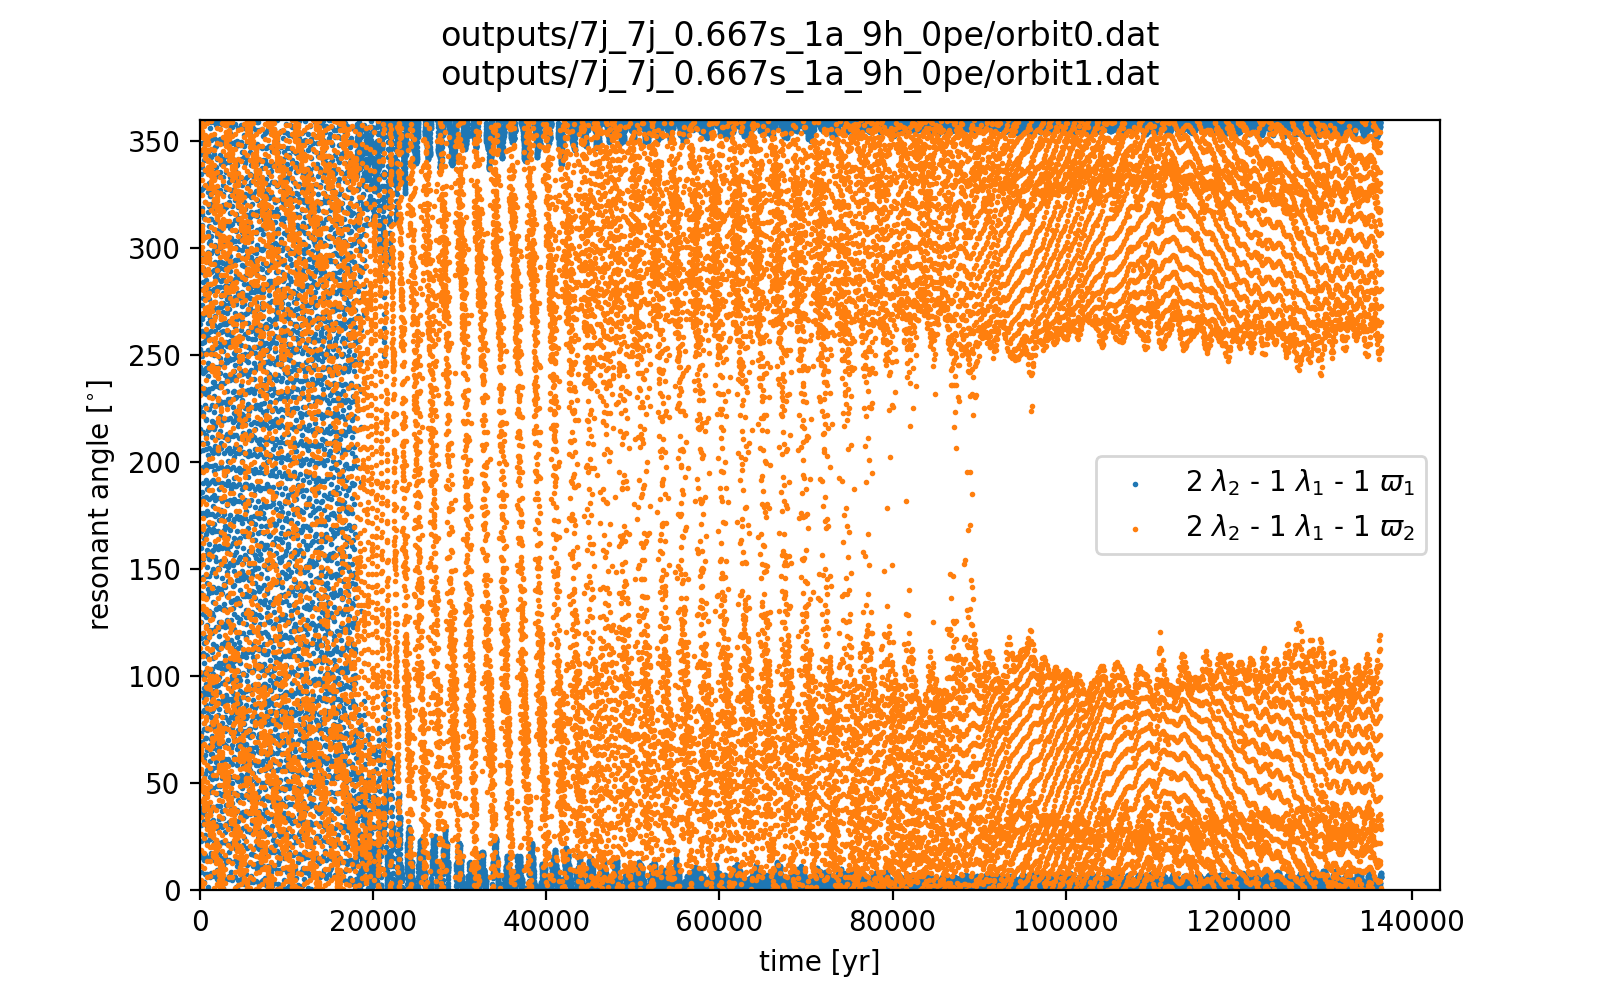 outputs/7j_7j_0.667s_1a_9h_0pe/orbit0.dat
outputs/7j_7j_0.667s_1a_9h_0pe/orbit1.dat
350
300
250
200
150
100
50
0
resonant angle [°]
2 λ₂ - 1 λ₁ - 1 ϖ₁
2 λ₂ - 1 λ₁ - 1 ϖ₂
0 20000 40000 60000 80000 100000 120000 140000
time [yr]